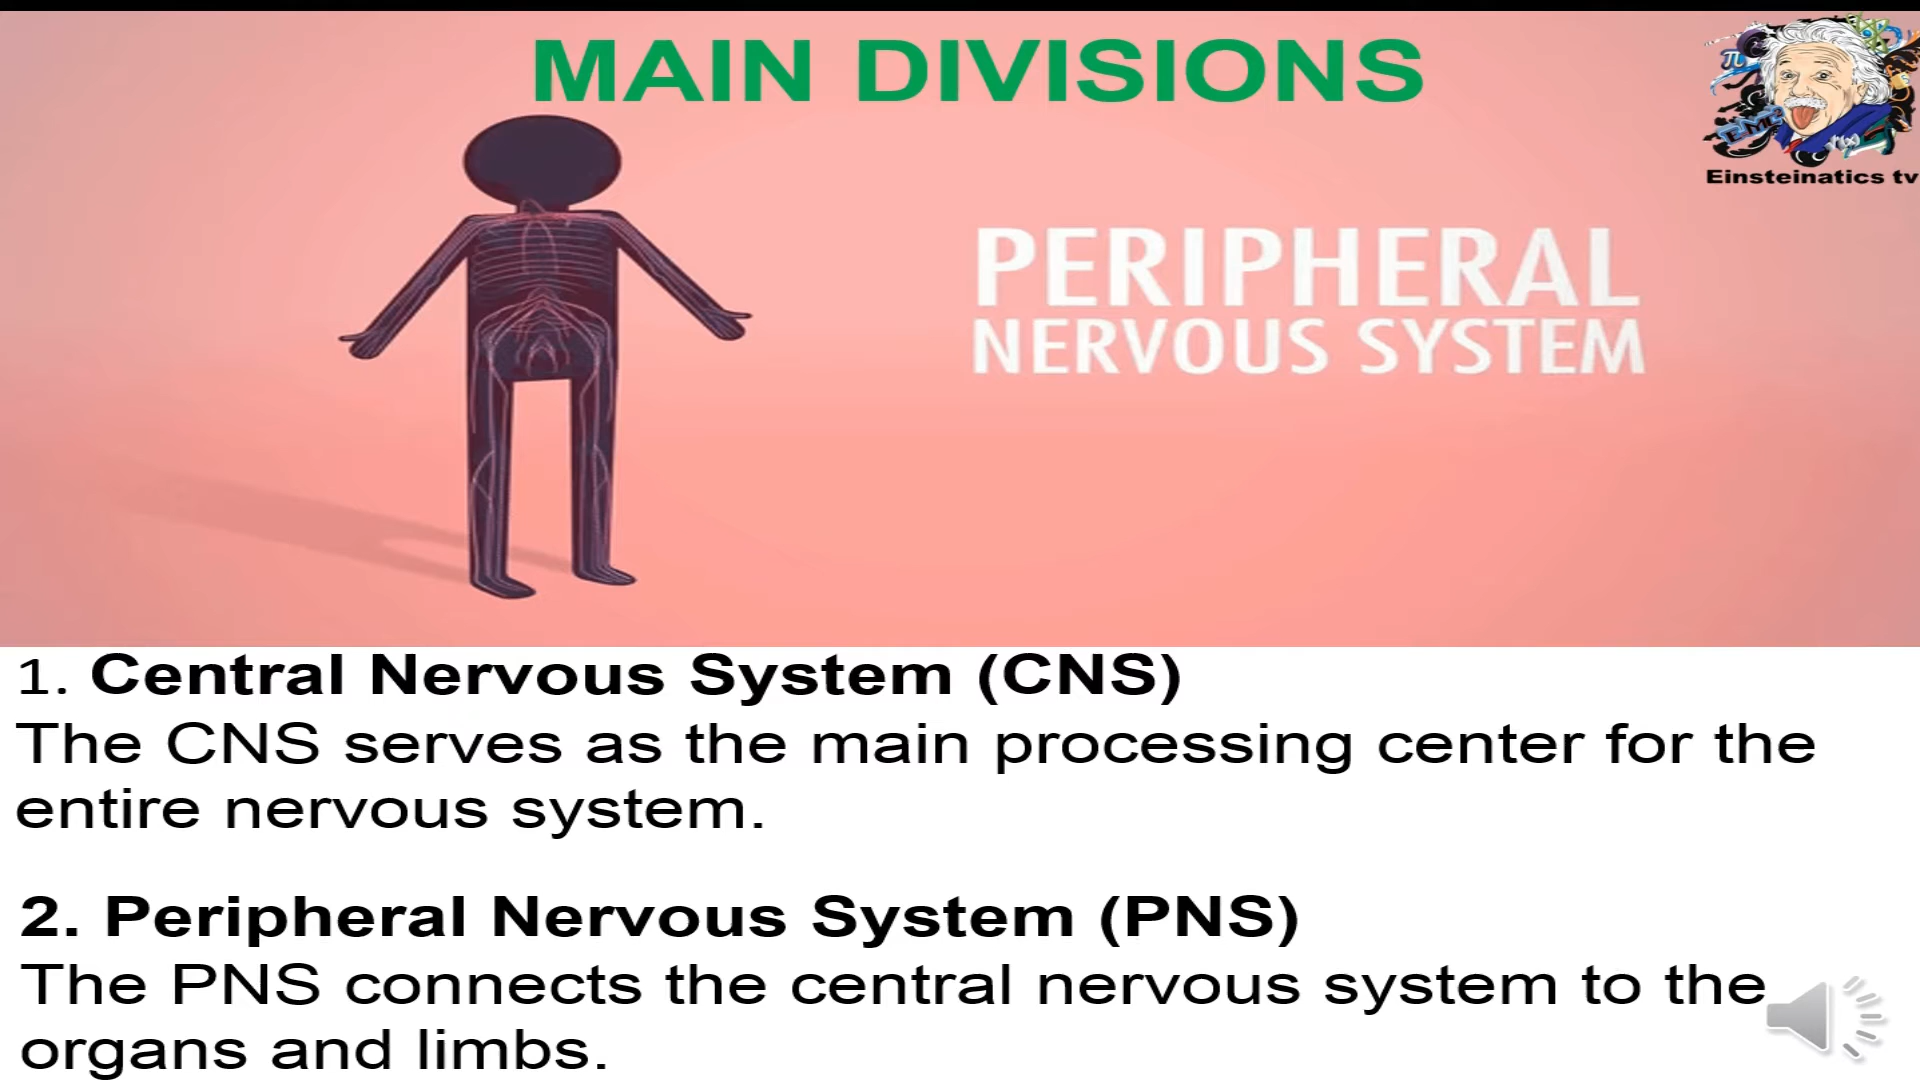 MAIN DIVISIONS
Einsteinatics tv
PERIPHERAL
NERVOUS SYSTEM
1. Central Nervous System (CNS)
The CNS serves as the main processing center for the
entire nervous system.
2. Peripheral Nervous System (PNS)
The PNS connects the central nervous system to the
organs and limbs.